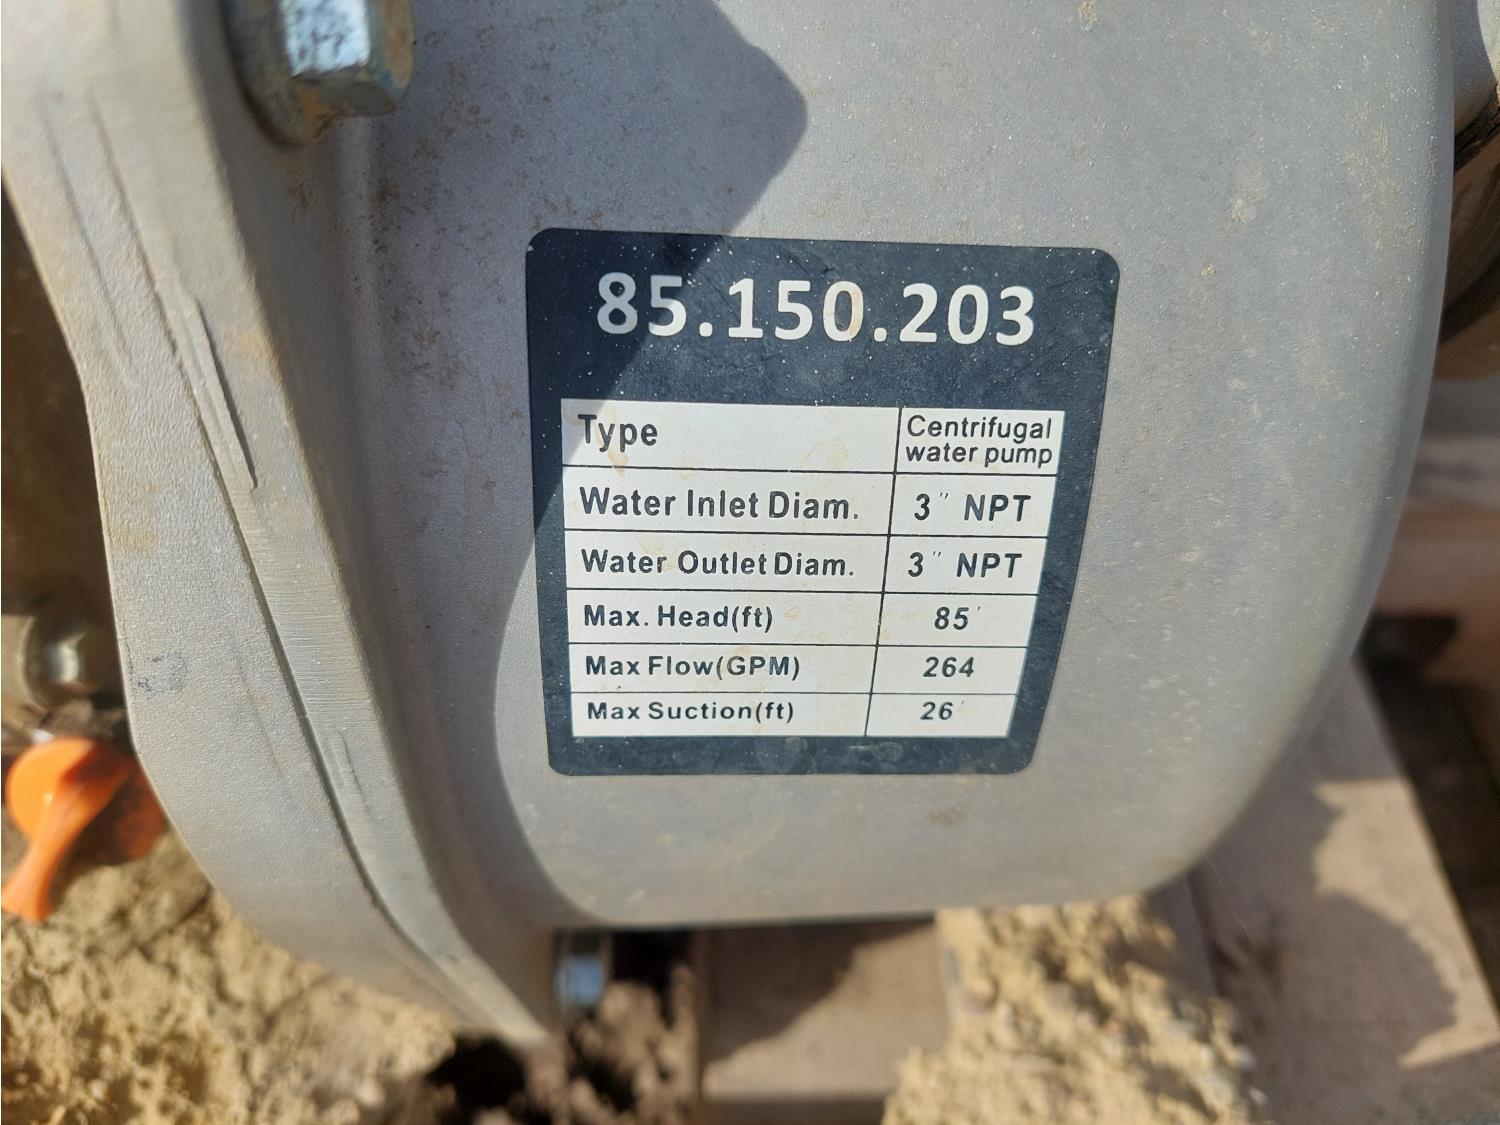 85.150.203
Type Centrifugal water pump
Water Inlet Diam. 3" NPT
Water Outlet Diam. 3" NPT
Max. Head(ft) 85'
Max Flow(GPM) 264
Max Suction(ft) 26'